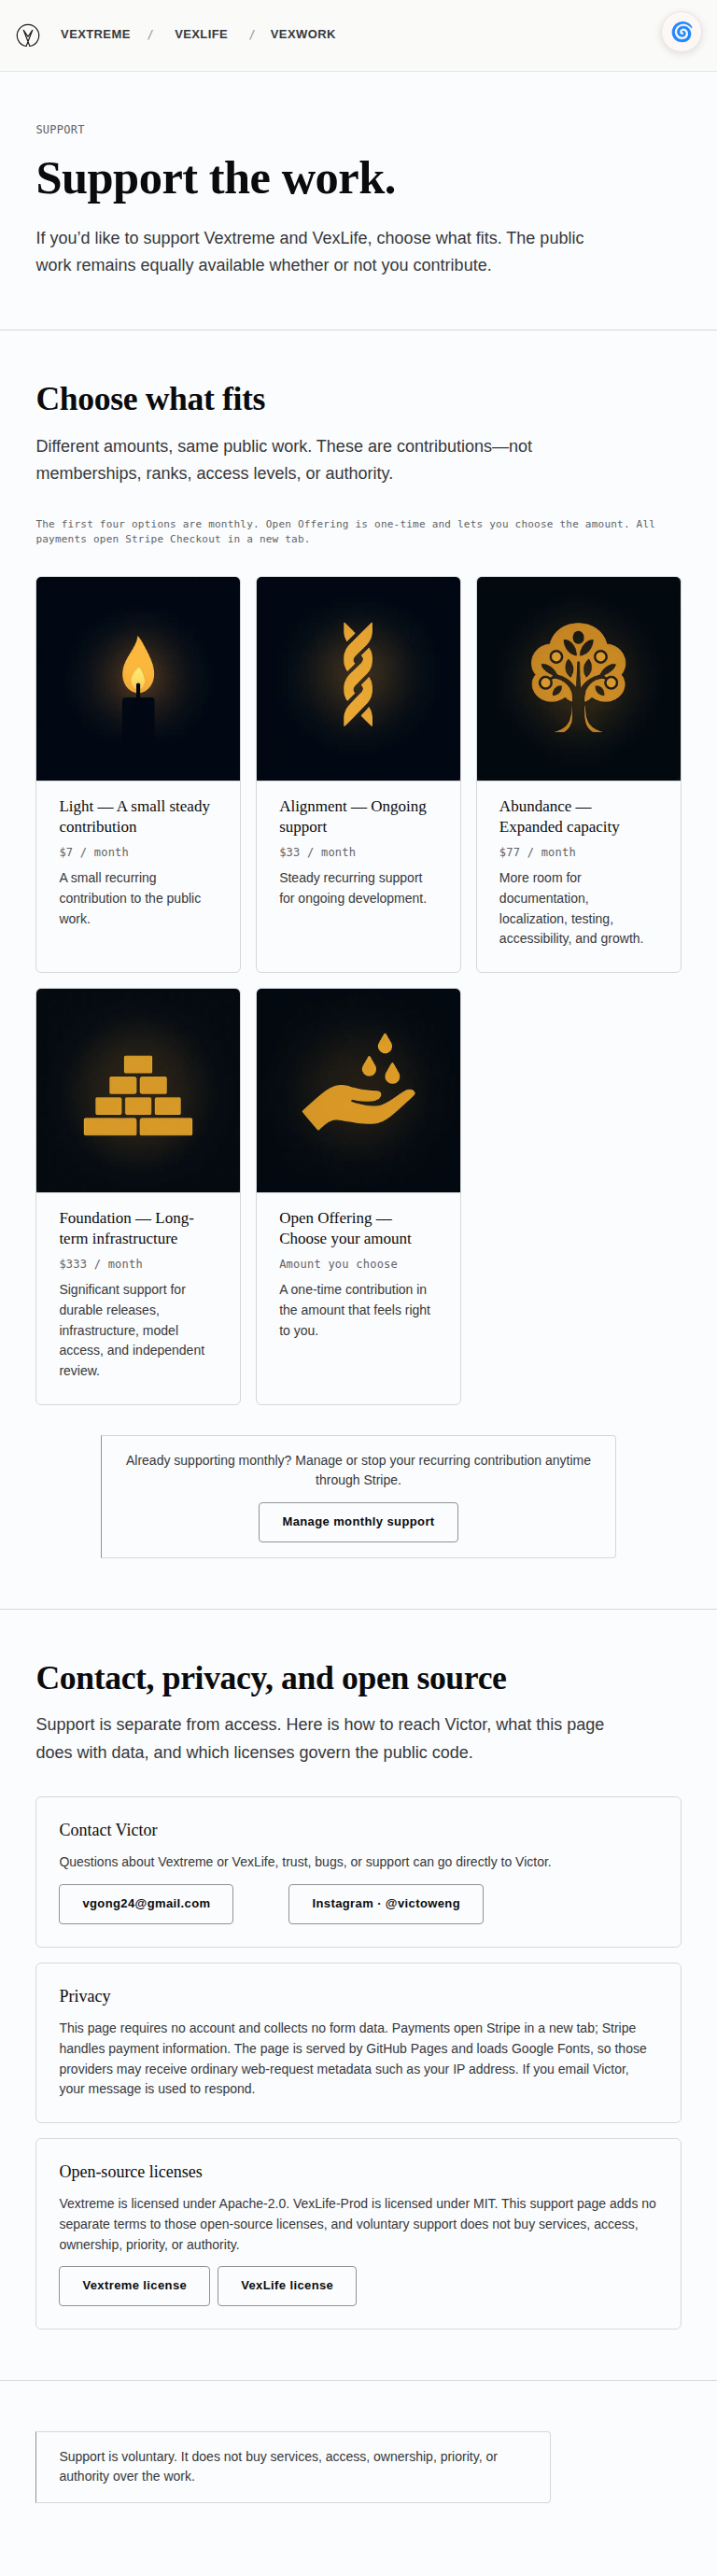 VEXTREME / VEXLIFE / VEXWORK
SUPPORT
Support the work.
If you’d like to support Vextreme and VexLife, choose what fits. The public
work remains equally available whether or not you contribute.
Choose what fits
Different amounts, same public work. These are contributions—not
memberships, ranks, access levels, or authority.
The first four options are monthly. Open Offering is one-time and lets you choose the amount. All
payments open Stripe Checkout in a new tab.
Light — A small steady
contribution
$7 / month
A small recurring
contribution to the public
work.
Alignment — Ongoing
support
$33 / month
Steady recurring support
for ongoing development.
Abundance —
Expanded capacity
$77 / month
More room for
documentation,
localization, testing,
accessibility, and growth.
Foundation — Long-
term infrastructure
$333 / month
Significant support for
durable releases,
infrastructure, model
access, and independent
review.
Open Offering —
Choose your amount
Amount you choose
A one-time contribution in
the amount that feels right
to you.
Already supporting monthly? Manage or stop your recurring contribution anytime
through Stripe.
Manage monthly support
Contact, privacy, and open source
Support is separate from access. Here is how to reach Victor, what this page
does with data, and which licenses govern the public code.
Contact Victor
Questions about Vextreme or VexLife, trust, bugs, or support can go directly to Victor.
vgong24@gmail.com
Instagram · @victoweng
Privacy
This page requires no account and collects no form data. Payments open Stripe in a new tab; Stripe
handles payment information. The page is served by GitHub Pages and loads Google Fonts, so those
providers may receive ordinary web-request metadata such as your IP address. If you email Victor,
your message is used to respond.
Open-source licenses
Vextreme is licensed under Apache-2.0. VexLife-Prod is licensed under MIT. This support page adds no
separate terms to those open-source licenses, and voluntary support does not buy services, access,
ownership, priority, or authority.
Vextreme license
VexLife license
Support is voluntary. It does not buy services, access, ownership, priority, or
authority over the work.